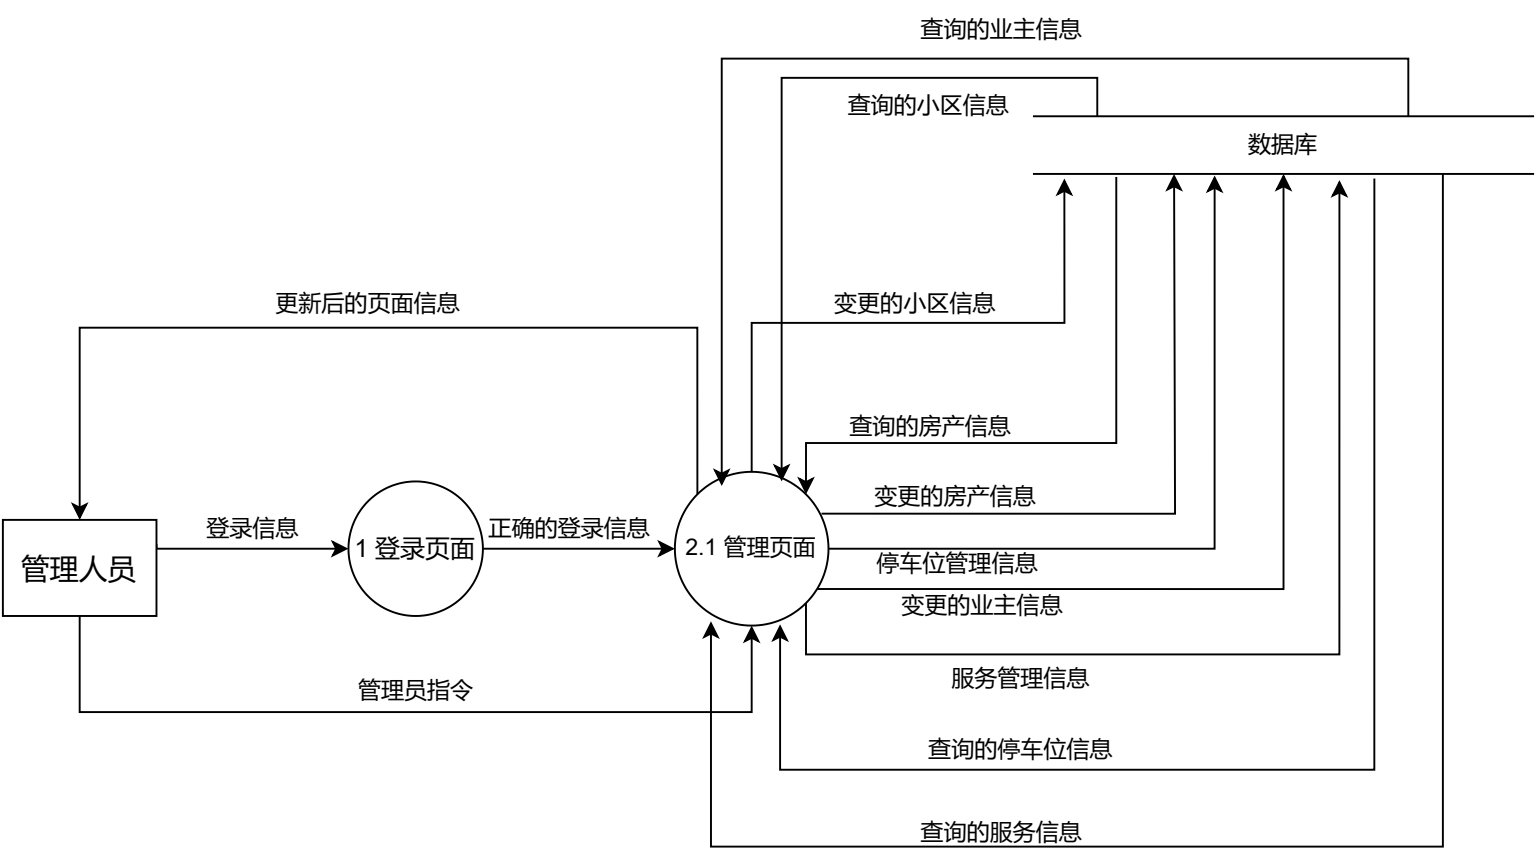 查询的业主信息
查询的小区信息
数据库
更新后的页面信息
变更的小区信息
查询的房产信息
变更的房产信息
登录信息
正确的登录信息
管理人员
1 登录页面
2.1 管理页面
停车位管理信息
变更的业主信息
服务管理信息
管理员指令
查询的停车位信息
查询的服务信息